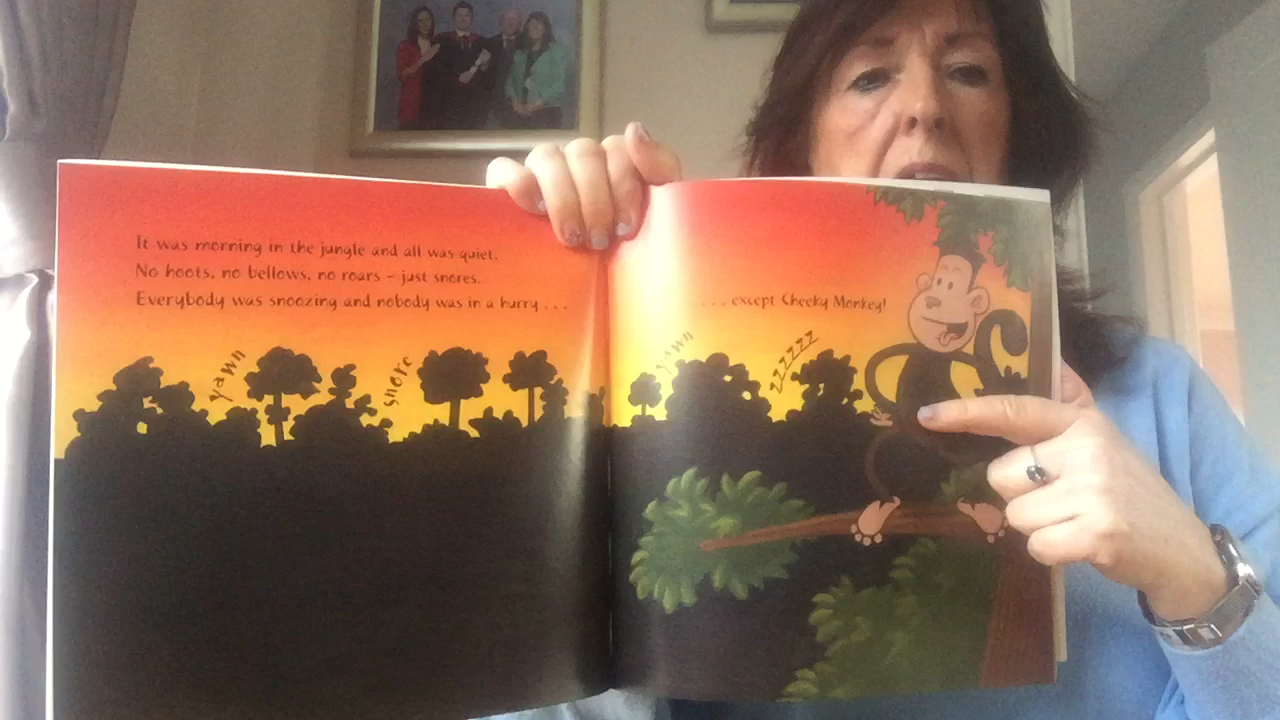 It was morning in the jungle and all was quiet.
No hoots, no bellows, no roars – just snores.
Everybody was snoozing and nobody was in a hurry . . .
yawn
snore
. . . except Cheeky Monkey!
yawn
zzzzzz